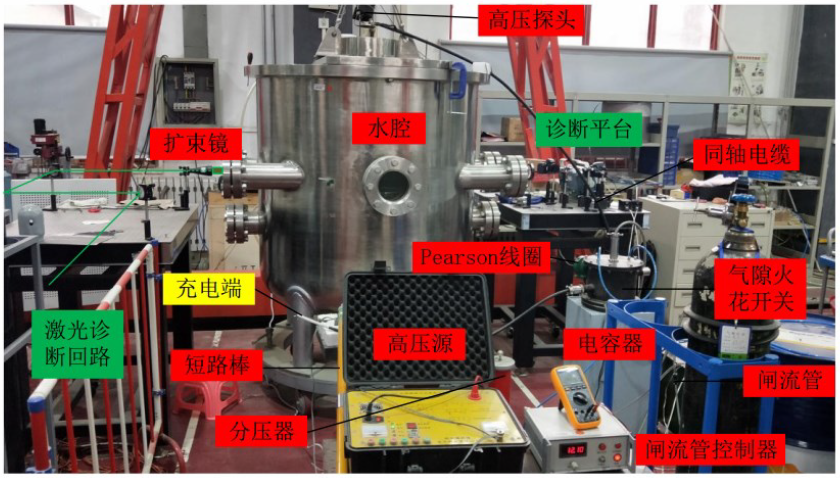 高压探头
水腔
诊断平台
扩束镜
同轴电缆
Pearson线圈
充电端
气隙火
花开关
激光诊
断回路
高压源
电容器
短路棒
闸流管
分压器
闸流管控制器